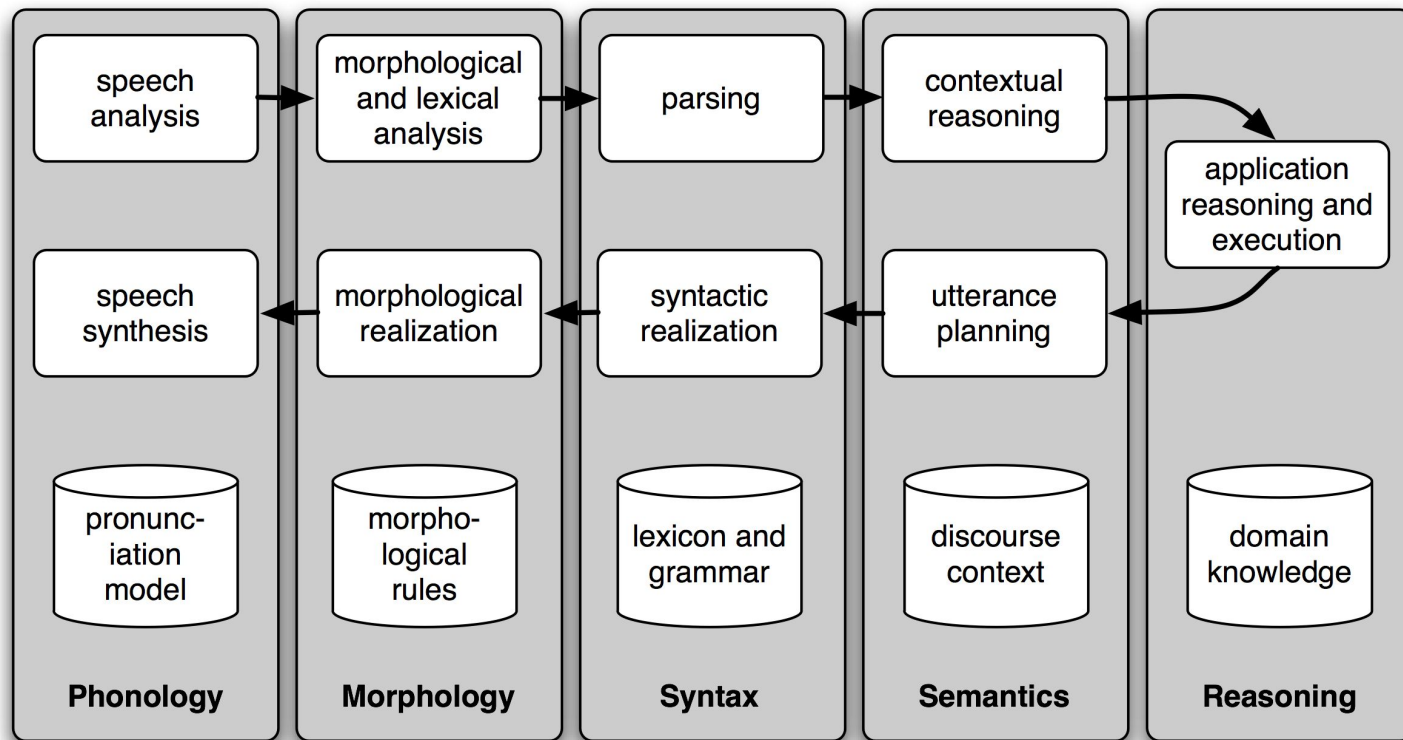 speech
analysis
morphological
and lexical
analysis
parsing
contextual
reasoning
application
reasoning and
execution
speech
synthesis
morphological
realization
syntactic
realization
utterance
planning
pronunc-
iation
model
morpho-
logical
rules
lexicon and
grammar
discourse
context
domain
knowledge
Phonology
Morphology
Syntax
Semantics
Reasoning